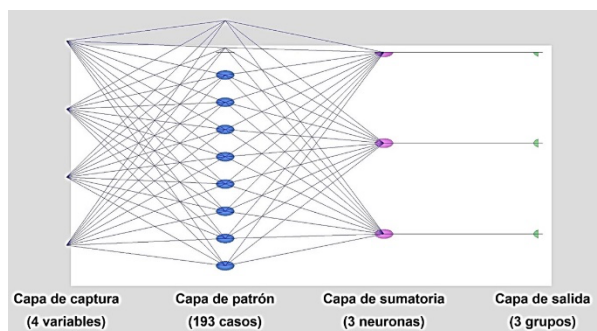 Capa de captura
(4 variables)
Capa de patrón
(193 casos)
Capa de sumatoria
(3 neuronas)
Capa de salida
(3 grupos)